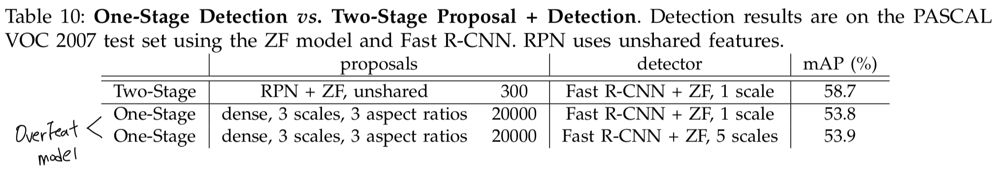 Table 10: One-Stage Detection vs. Two-Stage Proposal + Detection. Detection results are on the PASCAL
VOC 2007 test set using the ZF model and Fast R-CNN. RPN uses unshared features.
proposals detector mAP (%)
Two-Stage RPN + ZF, unshared 300 Fast R-CNN + ZF, 1 scale 58.7
One-Stage dense, 3 scales, 3 aspect ratios 20000 Fast R-CNN + ZF, 1 scale 53.8
One-Stage dense, 3 scales, 3 aspect ratios 20000 Fast R-CNN + ZF, 5 scales 53.9
OverFeat <
model